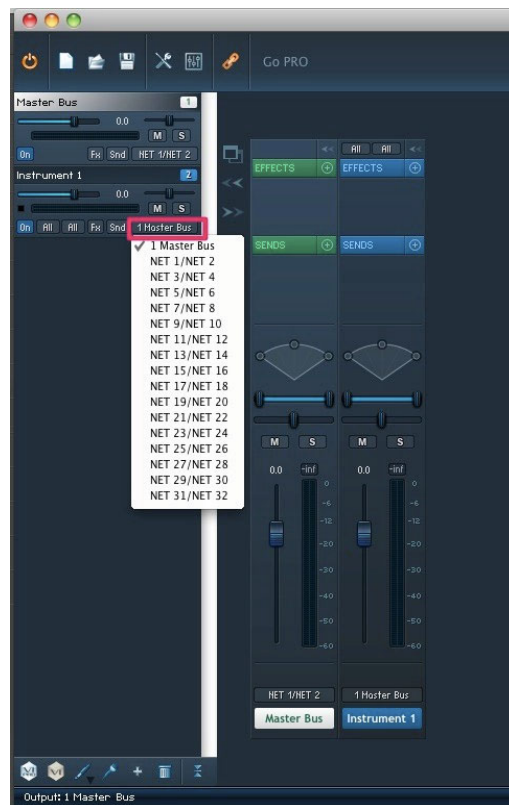 Go PRO
Master Bus 1
0.0
M S
On Fx Snd NET 1/NET 2
Instrument 1 2
0.0
M S
On All All Fx Snd 1 Master Bus
✓ 1 Master Bus
NET 1/NET 2
NET 3/NET 4
NET 5/NET 6
NET 7/NET 8
NET 9/NET 10
NET 11/NET 12
NET 13/NET 14
NET 15/NET 16
NET 17/NET 18
NET 19/NET 20
NET 21/NET 22
NET 23/NET 24
NET 25/NET 26
NET 27/NET 28
NET 29/NET 30
NET 31/NET 32
<< All All <<
EFFECTS EFFECTS
SENDS SENDS
M S M S
0.0 -inf 0.0 -inf
0 0
-6 -6
-12 -12
-20 -20
-30 -30
-40 -40
-50 -50
-60 -60
NET 1/NET 2 1 Master Bus
Master Bus Instrument 1
Output: 1 Master Bus